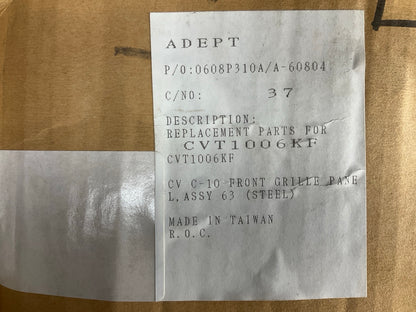 ADEPT
P/O:0608P310A/A-60804
C/NO: 37
DESCRIPTION:
REPLACEMENT PARTS FOR
CVT1006KF
CVT1006KF
CV C-10 FRONT GRILLE PANE
L,ASSY 63 (STEEL)
MADE IN TAIWAN
R.O.C.